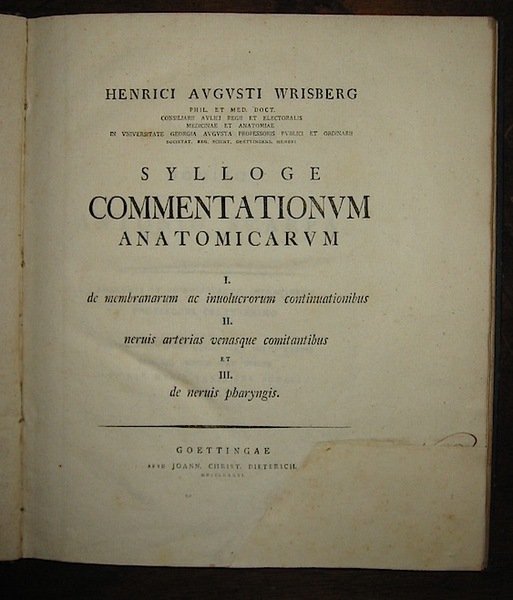 HENRICI AVGVSTI WRISBERG
PHIL. ET MED. DOCT.
CONSILIARII AVLICI REGII ET ELECTORALIS
MEDICINAE ET ANATOMIAE
IN VNIVERSITATE GEORGIA AVGVSTA PROFESSORIS PVBLICI ET ORDINARII
SOCIETAT. REG. SCIENT. GOETTINGENS. MEMBRI
SYLLOGE
COMMENTATIONVM
ANATOMICARVM
I.
de membranarum ac inuolucrorum continuationibus
II.
neruis arterias venasque comitantibus
ET
III.
de neruis pharyngis.
GOETTINGAE
APVD JOANN. CHRIST. DIETERICH.